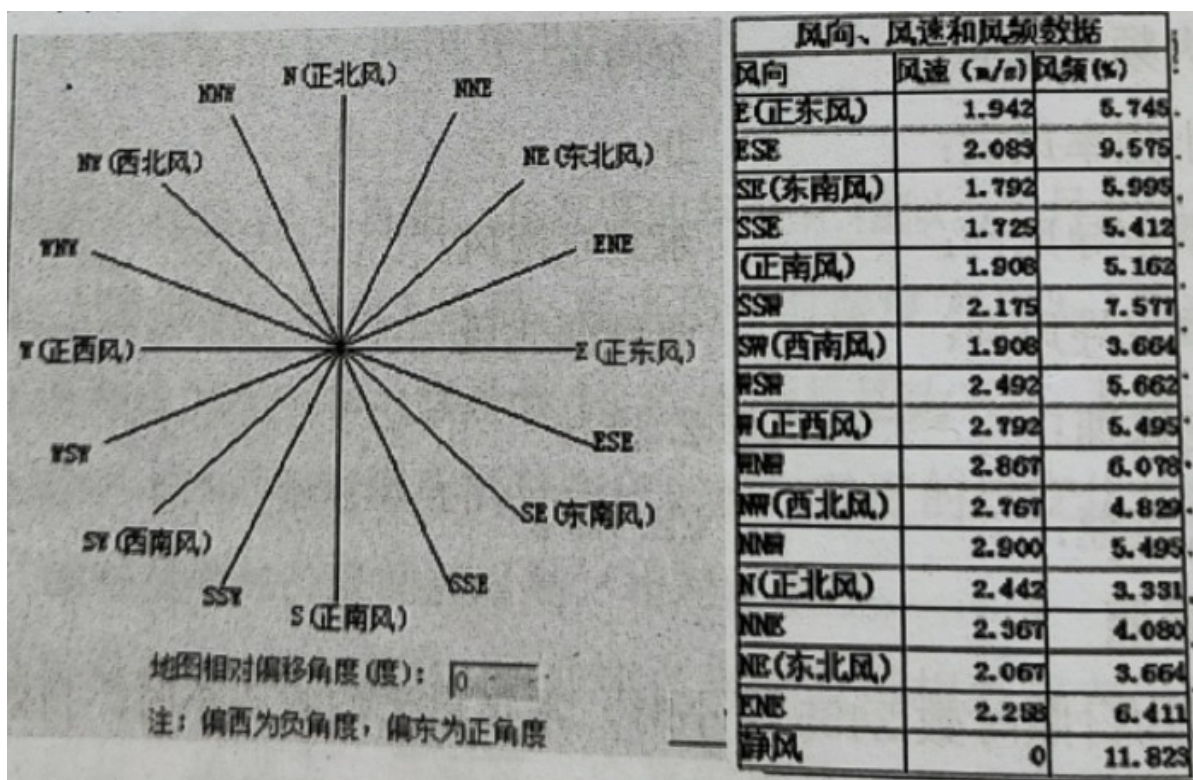 N(正北风)
NNW
NNE
NW(西北风)
NE(东北风)
WNW
ENE
W(正西风)
E(正东风)
WSW
ESE
SW(西南风)
SE(东南风)
SSW
SSE
S(正南风)
地图相对偏移角度(度): 0
注: 偏西为负角度,偏东为正角度
风向、风速和风频数据
风向 风速 (m/s) 风频(%)
E(正东风) 1.942 5.745
ESE 2.083 9.575
SE(东南风) 1.792 5.995
SSE 1.725 5.412
(正南风) 1.908 5.162
SSW 2.175 7.577
SW(西南风) 1.908 3.664
WSW 2.492 5.662
W(正西风) 2.792 5.495
WNW 2.867 6.078
NW(西北风) 2.767 4.829
NNW 2.900 5.495
N(正北风) 2.442 3.331
NNE 2.367 4.080
NE(东北风) 2.067 3.664
ENE 2.258 6.411
静风 0 11.823